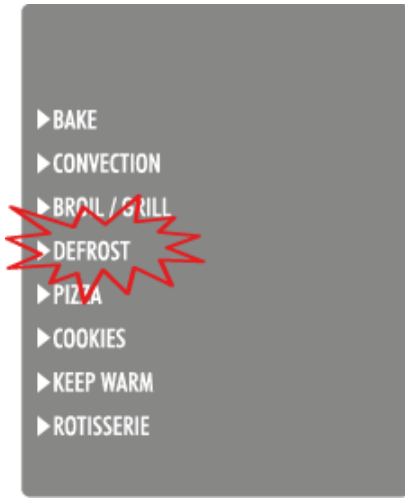 BAKE
CONVECTION
BROIL / GRILL
DEFROST
PIZZA
COOKIES
KEEP WARM
ROTISSERIE